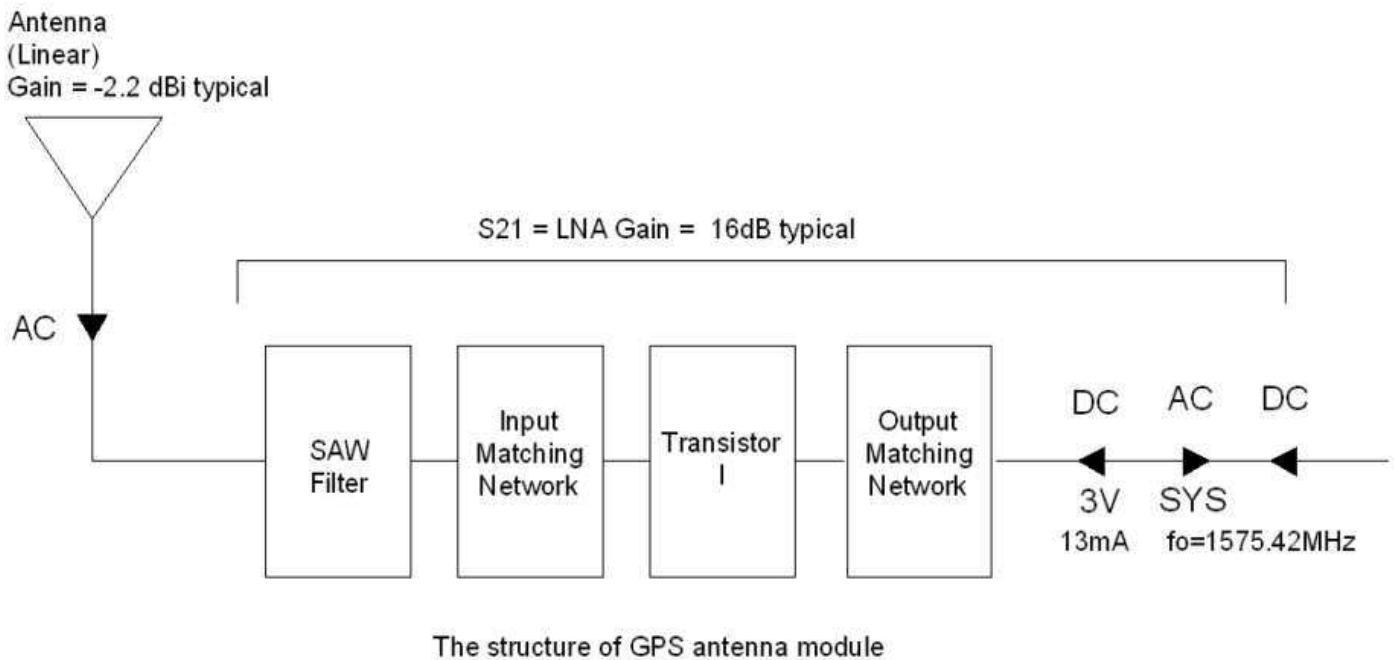 Antenna
(Linear)
Gain = -2.2 dBi typical
S21 = LNA Gain = 16dB typical
AC
SAW
Filter
Input
Matching
Network
Transistor
I
Output
Matching
Network
DC
AC
DC
3V
SYS
13mA
fo=1575.42MHz
The structure of GPS antenna module